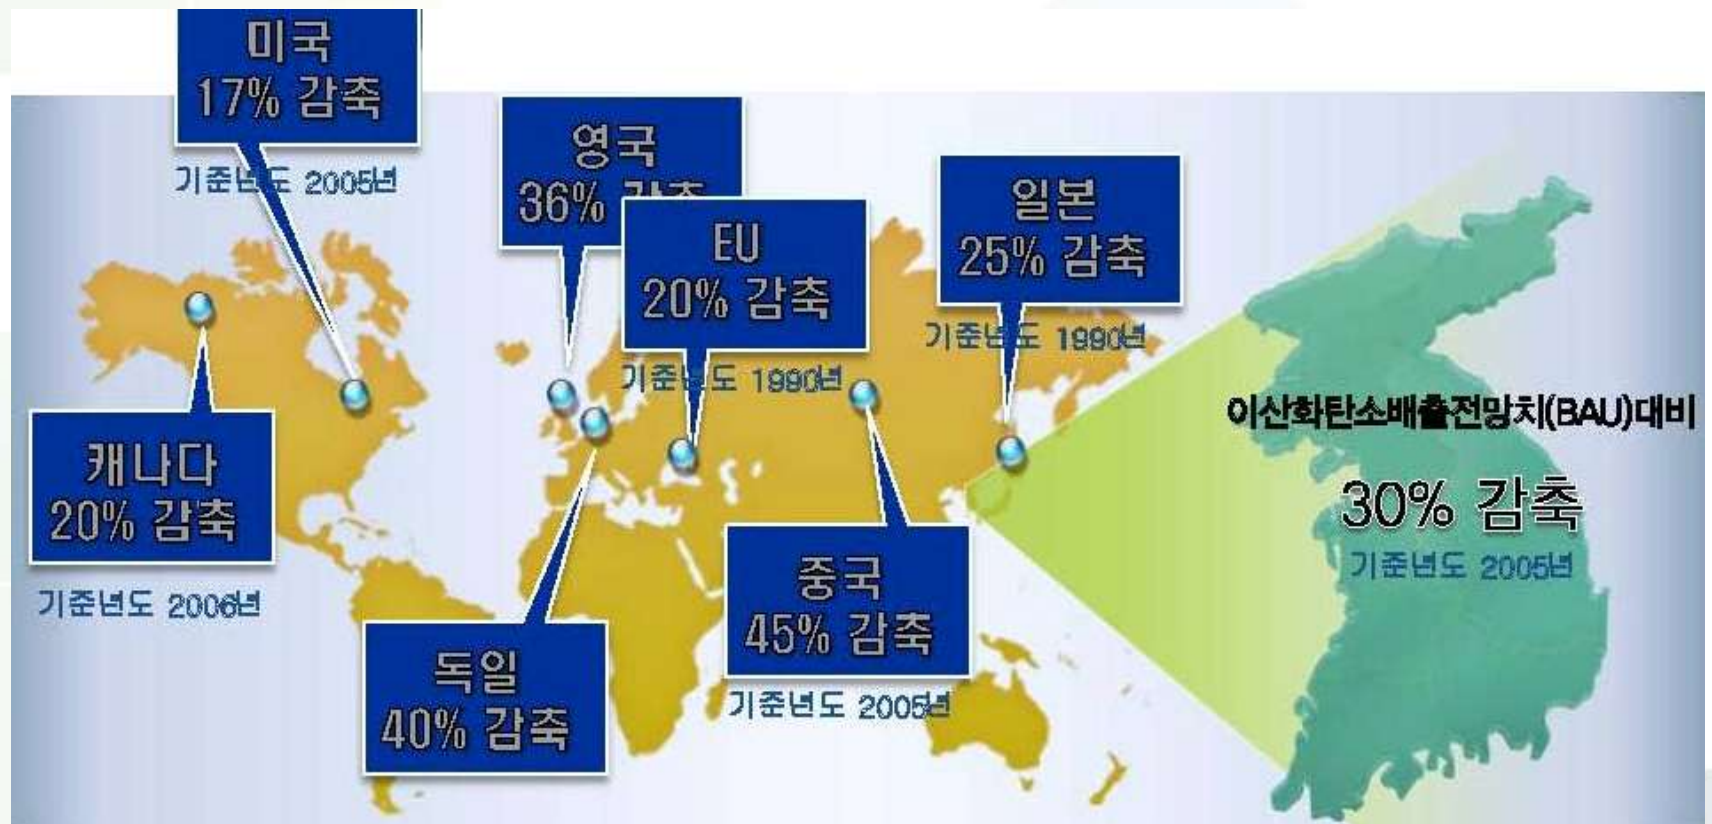 미국
17% 감축
기준년도 2005년
영국
36% 감축
EU
20% 감축
기준년도 1990년
일본
25% 감축
기준년도 1990년
이산화탄소배출전망치(BAU)대비
30% 감축
기준년도 2005년
캐나다
20% 감축
기준년도 2006년
독일
40% 감축
중국
45% 감축
기준년도 2005년